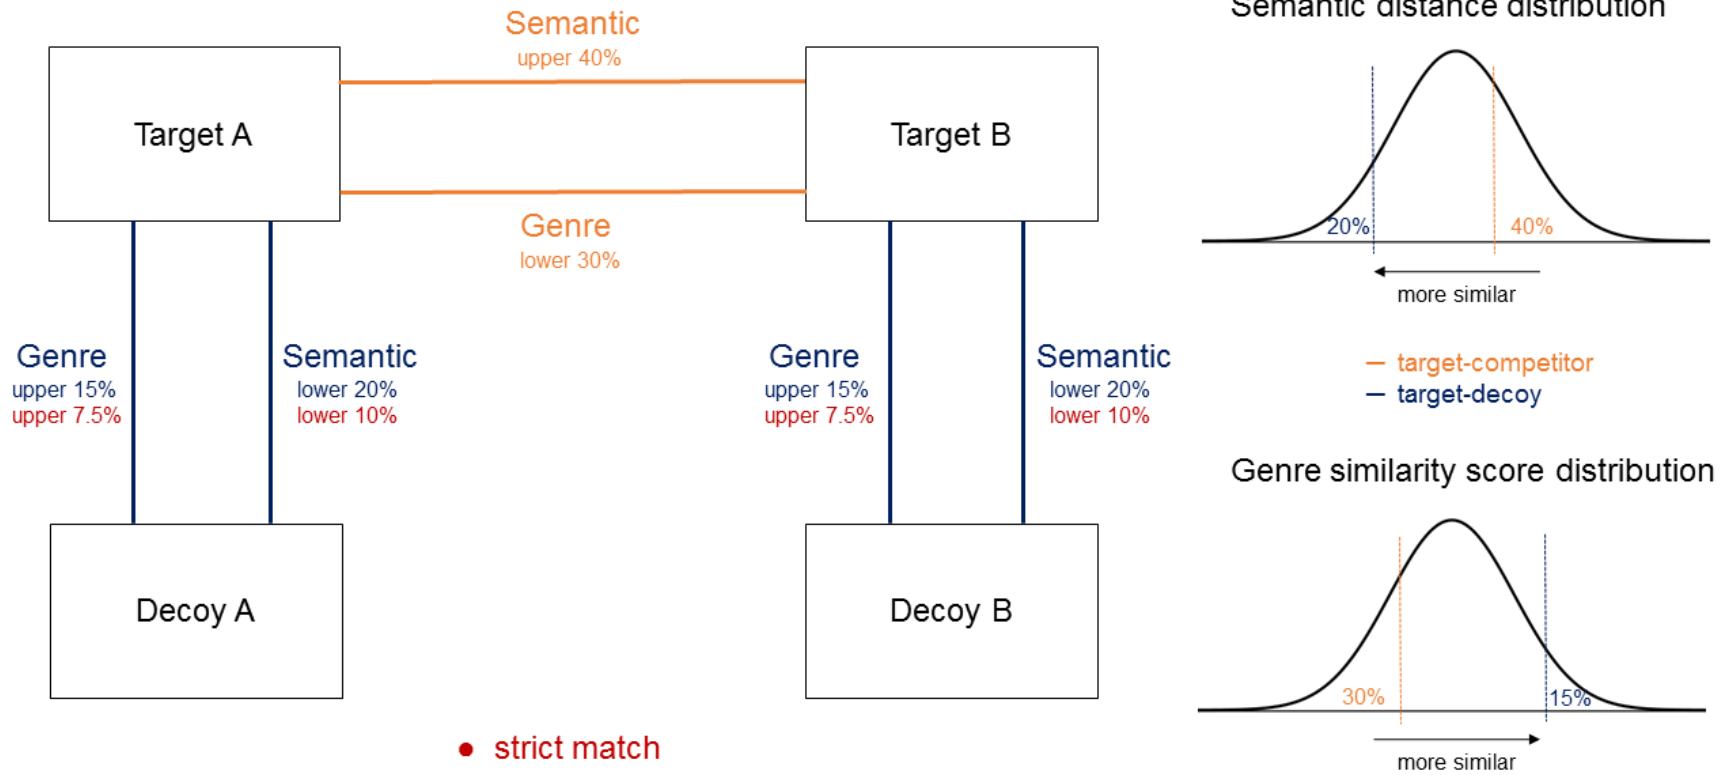 Semantic
upper 40%
Target A
Target B
Genre
lower 30%
Genre
upper 15%
upper 7.5%
Semantic
lower 20%
lower 10%
Genre
upper 15%
upper 7.5%
Semantic
lower 20%
lower 10%
Decoy A
Decoy B
• strict match
Semantic distance distribution
20%
40%
more similar
— target-competitor
— target-decoy
Genre similarity score distribution
30%
15%
more similar